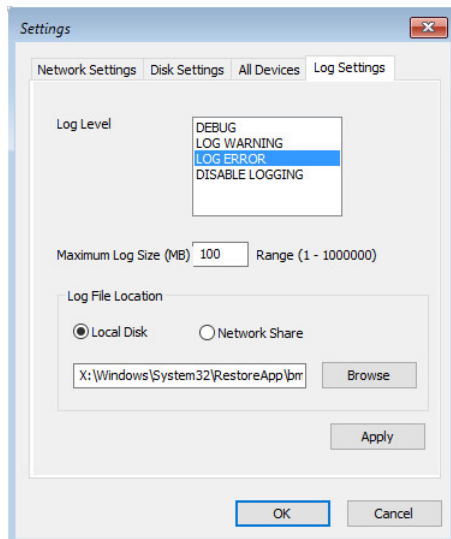 Settings
Network Settings Disk Settings All Devices Log Settings
Log Level
DEBUG
LOG WARNING
LOG ERROR
DISABLE LOGGING
Maximum Log Size (MB) 100 Range (1 - 1000000)
Log File Location
Local Disk Network Share
X:\Windows\System32\RestoreApp\bm Browse
Apply
OK Cancel